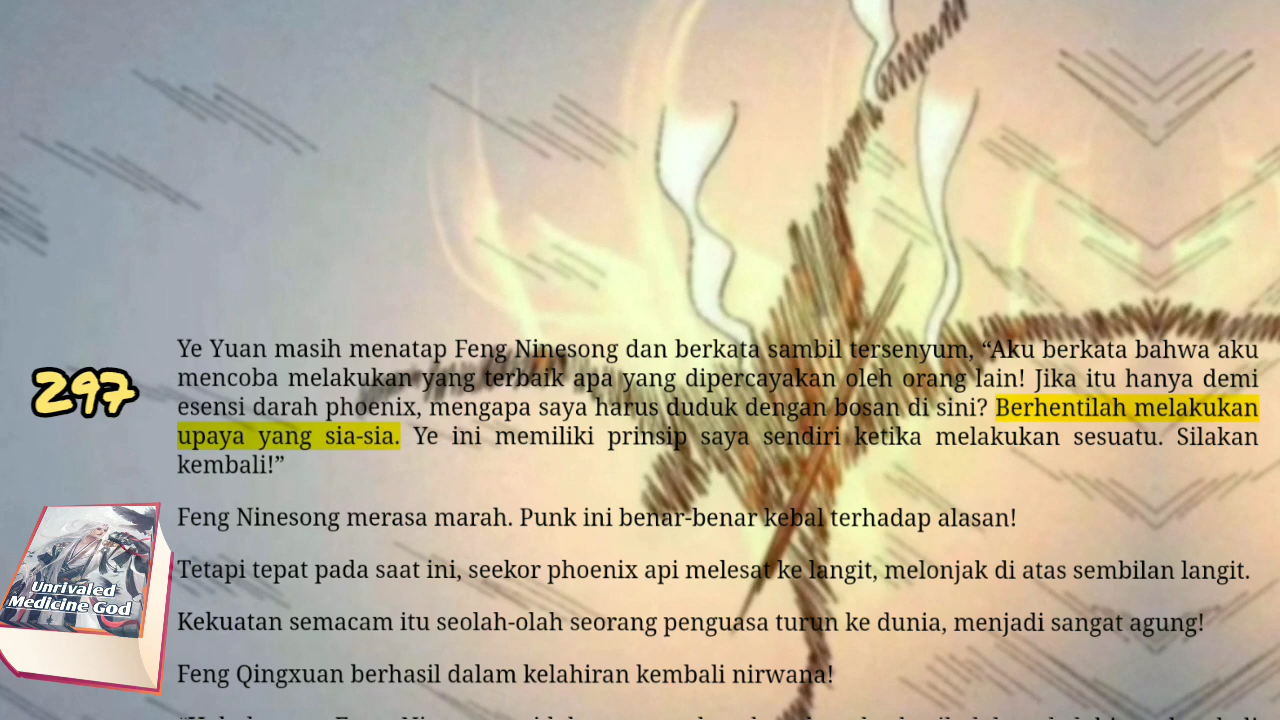 Ye Yuan masih menatap Feng Ninesong dan berkata sambil tersenyum, “Aku berkata bahwa aku
mencoba melakukan yang terbaik apa yang dipercayakan oleh orang lain! Jika itu hanya demi
esensi darah phoenix, mengapa saya harus duduk dengan bosan di sini? Berhentilah melakukan
upaya yang sia-sia. Ye ini memiliki prinsip saya sendiri ketika melakukan sesuatu. Silakan
kembali!”
297
Feng Ninesong merasa marah. Punk ini benar-benar kebal terhadap alasan!
Tetapi tepat pada saat ini, seekor phoenix api melesat ke langit, melonjak di atas sembilan langit.
Kekuatan semacam itu seolah-olah seorang penguasa turun ke dunia, menjadi sangat agung!
Feng Qingxuan berhasil dalam kelahiran kembali nirwana!
Unrivaled
Medicine God